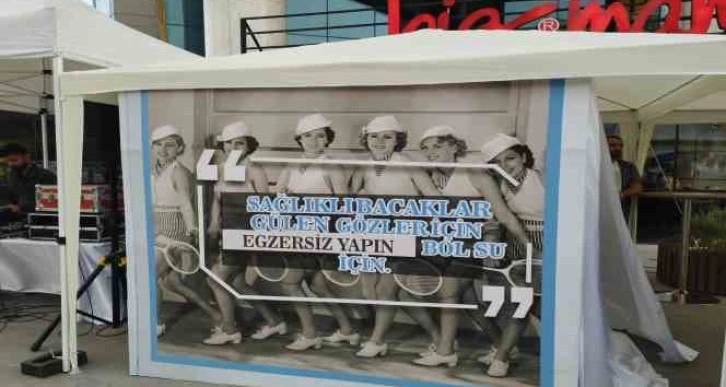 ®
“
SAĞLIKLI BACAKLAR
GÜLEN GÖZLER İÇİN
EGZERSİZ YAPIN BOL SU
İÇİN.
”